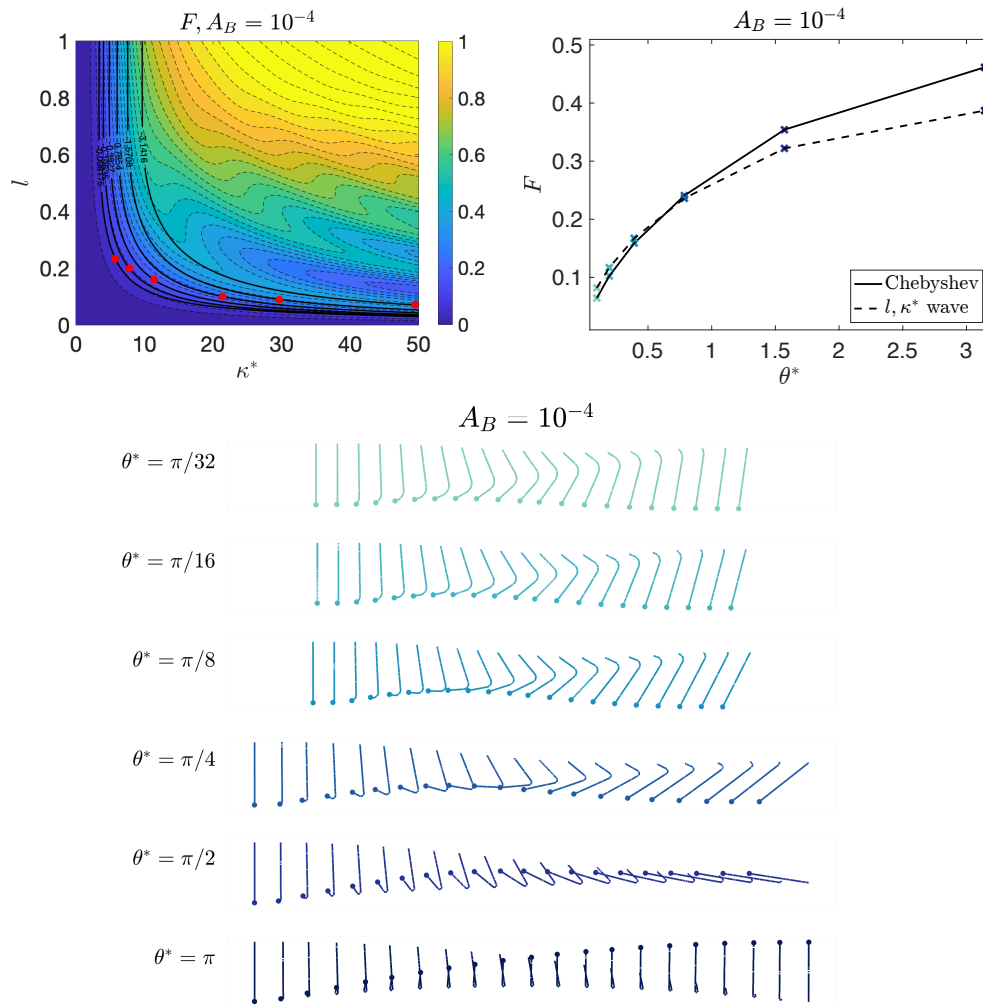 F, A_B = 10^{-4}
1
0.8
0.6
0.4
0.2
0
l
0
10
20
30
40
50
κ^*
1
0.8
0.6
0.4
0.2
0
3.1416
1.5708
A_B = 10^{-4}
0.5
0.4
0.3
0.2
0.1
F
0.5
1
1.5
2
2.5
3
θ^*
Chebyshev
l, κ^* wave
A_B = 10^{-4}
θ^* = π/32
θ^* = π/16
θ^* = π/8
θ^* = π/4
θ^* = π/2
θ^* = π